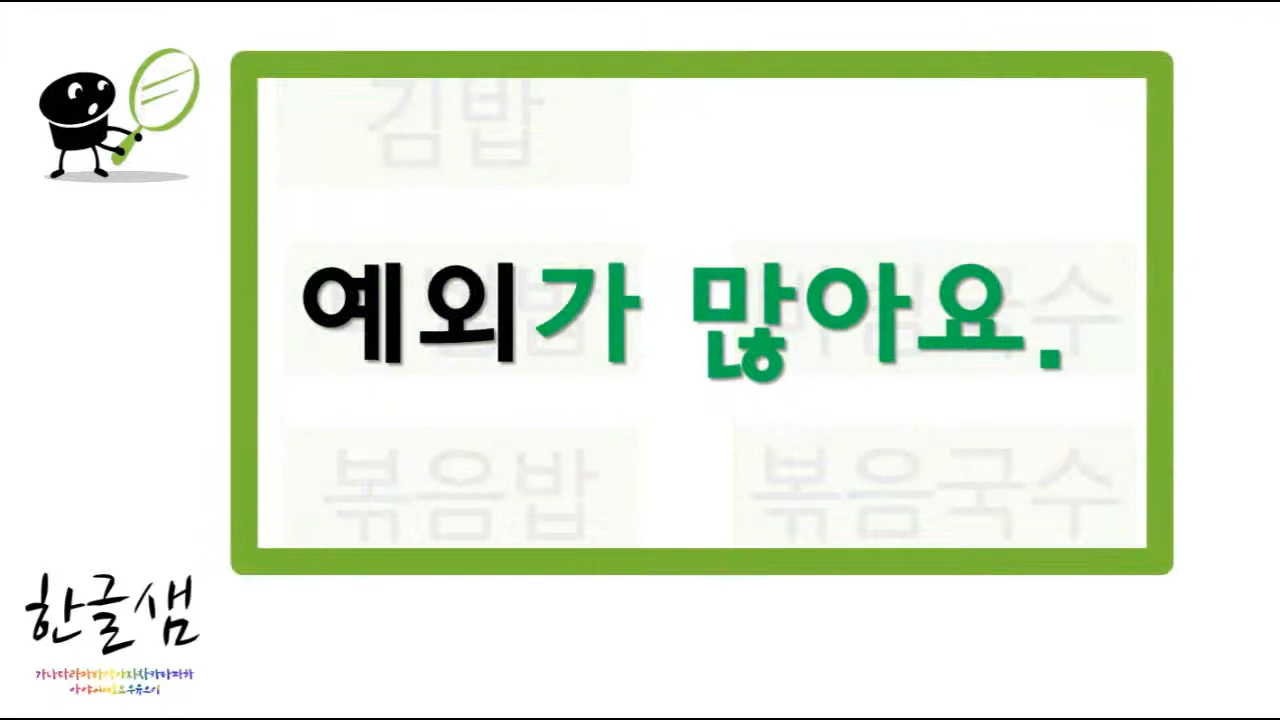 김밥
예외가 많아요.
볶음밥 볶음국수
한글샘